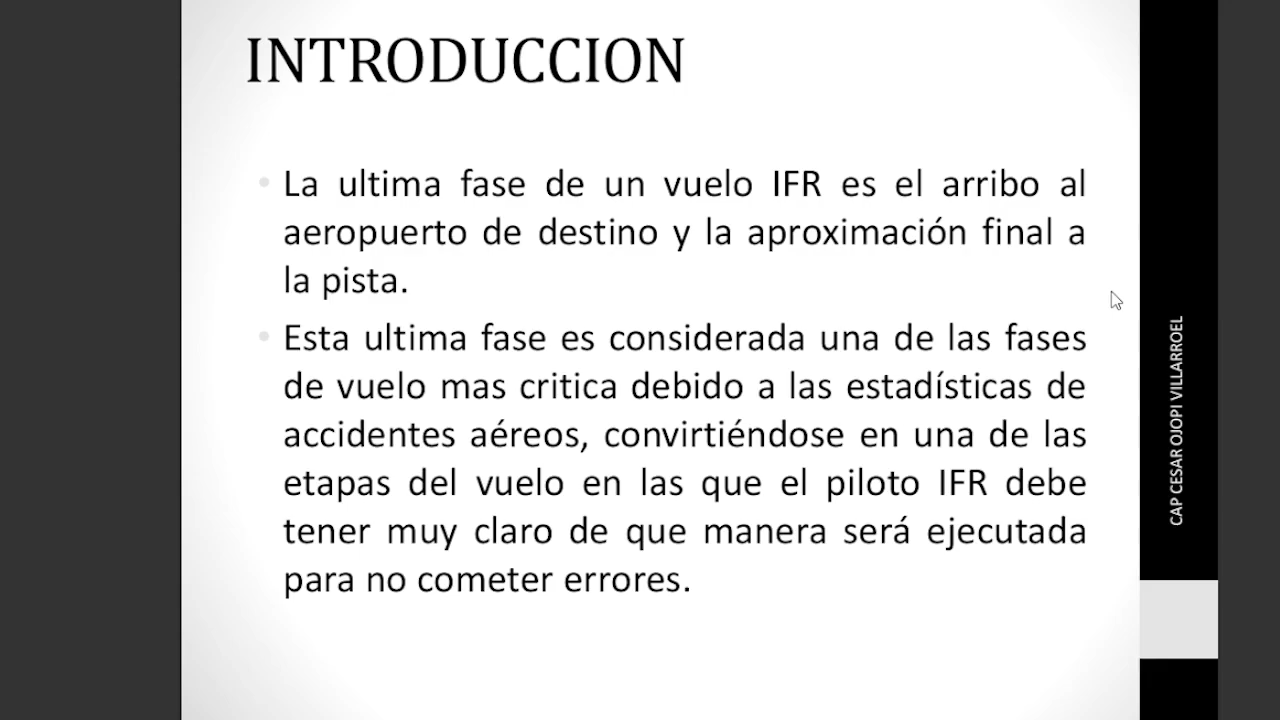 INTRODUCCION
La ultima fase de un vuelo IFR es el arribo al
aeropuerto de destino y la aproximación final a
la pista.
Esta ultima fase es considerada una de las fases
de vuelo mas critica debido a las estadísticas de
accidentes aéreos, convirtiéndose en una de las
etapas del vuelo en las que el piloto IFR debe
tener muy claro de que manera será ejecutada
para no cometer errores.
CAP CESAR OJOPI VILLARROEL